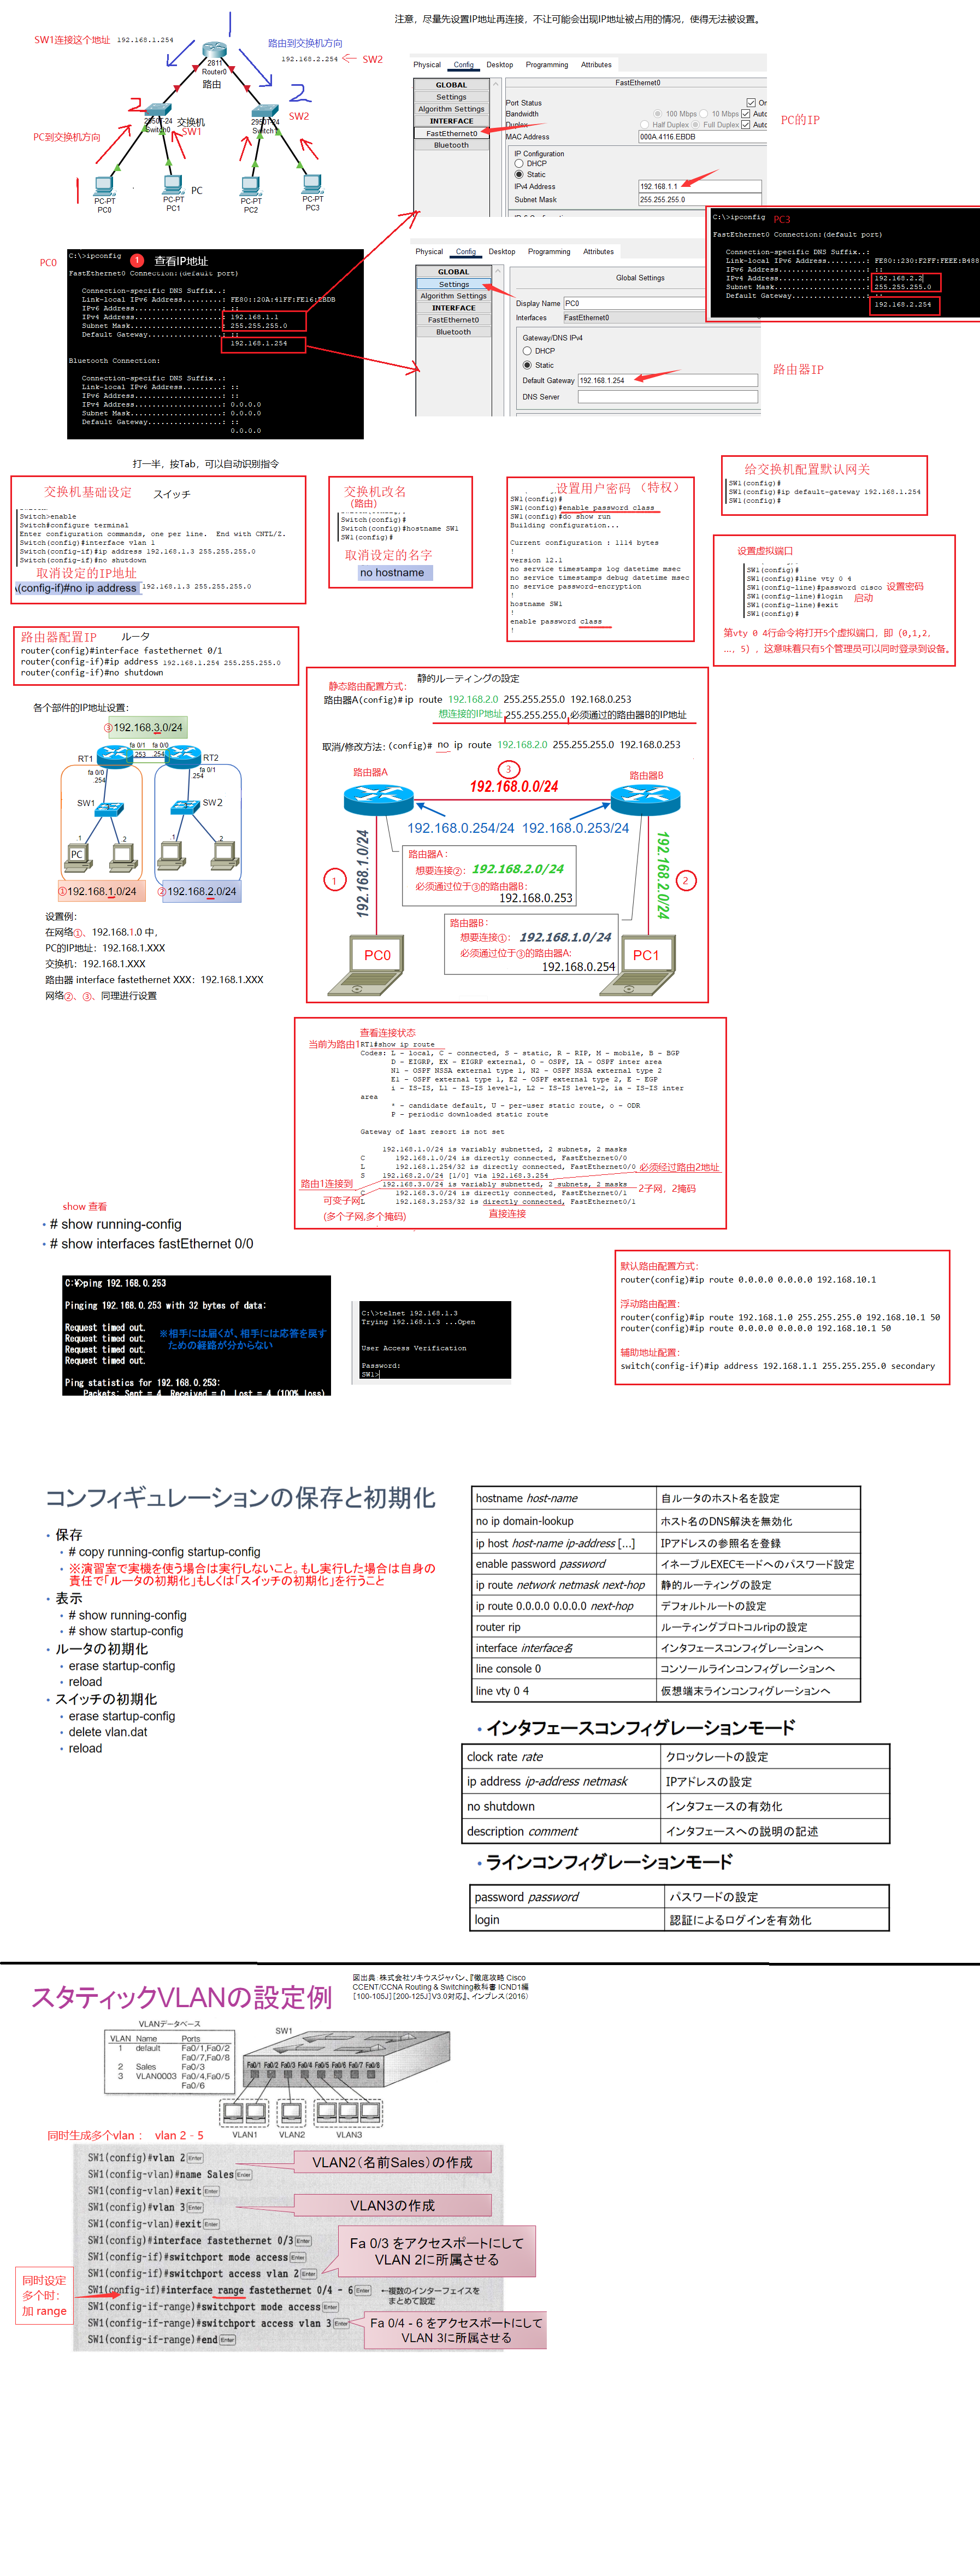 注意，尽量先设置IP地址再连接，不让可能会出现IP地址被占用的情况，使得无法被设置。
SW1连接这个地址 192.168.1.254
路由到交换机方向
192.168.2.254 SW2
2811
Router0
路由
2950T-24
Switch0
交换机
SW1
2950T-24
Switch1
SW2
PC到交换机方向
PC-PT
PC0
PC-PT
PC1
PC
PC-PT
PC2
PC-PT
PC3
Physical Config Desktop Programming Attributes
GLOBAL
Settings
Algorithm Settings
INTERFACE
FastEthernet0
Bluetooth
FastEthernet0
Port Status
Bandwidth 100 Mbps 10 Mbps Auto
Duplex Half Duplex Full Duplex Auto
MAC Address 000A.4116.EBDB
IP Configuration
DHCP
Static
IPv4 Address 192.168.1.1
Subnet Mask 255.255.255.0
PC的IP
PC0
C:\>ipconfig 1 查看IP地址
FastEthernet0 Connection:(default port)
Connection-specific DNS Suffix..:
Link-local IPv6 Address.........: FE80::20A:41FF:FE16:EBDB
IPv6 Address....................: ::
IPv4 Address....................: 192.168.1.1
Subnet Mask.....................: 255.255.255.0
Default Gateway.................: ::
192.168.1.254
Bluetooth Connection:
Connection-specific DNS Suffix..:
Link-local IPv6 Address.........: ::
IPv6 Address....................: ::
IPv4 Address....................: 0.0.0.0
Subnet Mask.....................: 0.0.0.0
Default Gateway.................: ::
0.0.0.0
Physical Config Desktop Programming Attributes
GLOBAL
Settings
Algorithm Settings
INTERFACE
FastEthernet0
Bluetooth
Global Settings
Display Name PC0
Interfaces FastEthernet0
Gateway/DNS IPv4
DHCP
Static
Default Gateway 192.168.1.254
DNS Server
路由器IP
C:\>ipconfig PC3
FastEthernet0 Connection:(default port)
Connection-specific DNS Suffix..:
Link-local IPv6 Address.........: FE80::230:F2FF:FEEE:B488
IPv6 Address....................: ::
IPv4 Address....................: 192.168.2.2
Subnet Mask.....................: 255.255.255.0
Default Gateway.................: ::
192.168.2.254
打一半，按Tab，可以自动识别指令
交换机基础设定 スイッチ
Switch>enable
Switch#configure terminal
Enter configuration commands, one per line. End with CNTL/Z.
Switch(config)#interface vlan 1
Switch(config-if)#ip address 192.168.1.3 255.255.255.0
Switch(config-if)#no shutdown
取消设定的IP地址
(config-if)#no ip address 192.168.1.3 255.255.255.0
交换机改名
（路由）
Switch(config)#
Switch(config)#hostname SW1
SW1(config)#
取消设定的名字
no hostname
设置用户密码 （特权）
SW1(config)#
SW1(config)#enable password class
SW1(config)#do show run
Building configuration...
Current configuration : 1114 bytes
!
version 12.1
no service timestamps log datetime msec
no service timestamps debug datetime msec
no service password-encryption
!
hostname SW1
!
enable password class
!
给交换机配置默认网关
SW1(config)#
SW1(config)#ip default-gateway 192.168.1.254
SW1(config)#
设置虚拟端口
SW1(config)#
SW1(config)#line vty 0 4
SW1(config-line)#password cisco 设置密码
SW1(config-line)#login 启动
SW1(config-line)#exit
SW1(config)#
第vty 0 4行命令将打开5个虚拟端口，即（0,1,2，
...，5），这意味着只有5个管理员可以同时登录到设备。
路由器配置IP ルータ
router(config)#interface fastethernet 0/1
router(config-if)#ip address 192.168.1.254 255.255.255.0
router(config)#no shutdown
静的ルーティングの設定
静态路由配置方式：
路由器A(config)# ip route 192.168.2.0 255.255.255.0 192.168.0.253
想连接的IP地址 255.255.255.0 必须通过的路由器B的IP地址
取消/修改方法：(config)# no ip route 192.168.2.0 255.255.255.0 192.168.0.253
路由器A
③
路由器B
192.168.0.0/24
192.168.0.254/24 192.168.0.253/24
192.168.1.0/24
192.168.2.0/24
①
②
路由器A：
想要连接②：192.168.2.0/24
必须通过位于③的路由器B：
192.168.0.253
路由器B：
想要连接①：192.168.1.0/24
必须通过位于③的路由器A：
192.168.0.254
PC0
PC1
各个部件的IP地址设置：
③192.168.3.0/24
fa 0/1 fa 0/0
RT1 .253 .254 RT2
fa 0/0
.254
fa 0/1
.254
SW1
SW2
.1 .2 .1 .2
PC
①192.168.1.0/24
②192.168.2.0/24
设置例：
在网络①、192.168.1.0 中，
PC的IP地址：192.168.1.XXX
交换机：192.168.1.XXX
路由器 interface fastethernet XXX：192.168.1.XXX
网络②、③、同理进行设置
查看连接状态
当前为路由1 RT1#show ip route
Codes: L - local, C - connected, S - static, R - RIP, M - mobile, B - BGP
D - EIGRP, EX - EIGRP external, O - OSPF, IA - OSPF inter area
N1 - OSPF NSSA external type 1, N2 - OSPF NSSA external type 2
E1 - OSPF external type 1, E2 - OSPF external type 2, E - EGP
i - IS-IS, L1 - IS-IS level-1, L2 - IS-IS level-2, ia - IS-IS inter
area
* - candidate default, U - per-user static route, o - ODR
P - periodic downloaded static route
Gateway of last resort is not set
192.168.1.0/24 is variably subnetted, 2 subnets, 2 masks
C 192.168.1.0/24 is directly connected, FastEthernet0/0
L 192.168.1.254/32 is directly connected, FastEthernet0/0 必须经过路由2地址
S 192.168.2.0/24 [1/0] via 192.168.3.254
路由1连接到 192.168.3.0/24 is variably subnetted, 2 subnets, 2 masks
C 192.168.3.0/24 is directly connected, FastEthernet0/1 2子网，2掩码
可变子网 L 192.168.3.253/32 is directly connected, FastEthernet0/1
(多个子网,多个掩码)
直接连接
show 查看
• # show running-config
• # show interfaces fastEthernet 0/0
C:¥>ping 192.168.0.253
Pinging 192.168.0.253 with 32 bytes of data:
Request timed out.
Request timed out.
Request timed out.
Request timed out.
※相手には届くが、相手には応答を戻す
ための経路が分からない
Ping statistics for 192.168.0.253:
Packets: Sent = 4, Received = 0, Lost = 4 (100% loss)
C:\>telnet 192.168.1.3
Trying 192.168.1.3 ...Open
User Access Verification
Password:
SW1>
默认路由配置方式：
router(config)#ip route 0.0.0.0 0.0.0.0 192.168.10.1
浮动路由配置：
router(config)#ip route 192.168.1.0 255.255.255.0 192.168.10.1 50
router(config)#ip route 0.0.0.0 0.0.0.0 192.168.10.1 50
辅助地址配置：
switch(config-if)#ip address 192.168.1.1 255.255.255.0 secondary
コンフィギュレーションの保存と初期化
• 保存
• # copy running-config startup-config
• ※演習室で実機を使う場合は実行しないこと。もし実行した場合は自身の
責任で「ルータの初期化」もしくは「スイッチの初期化」を行うこと
• 表示
• # show running-config
• # show startup-config
• ルータの初期化
• erase startup-config
• reload
• スイッチの初期化
• erase startup-config
• delete vlan.dat
• reload
hostname host-name 自ルータのホスト名を設定
no ip domain-lookup ホスト名のDNS解決を無効化
ip host host-name ip-address [...] IPアドレスの参照名を登録
enable password password イネーブルEXECモードへのパスワード設定
ip route network netmask next-hop 静的ルーティングの設定
ip route 0.0.0.0 0.0.0.0 next-hop デフォルトルートの設定
router rip ルーティングプロトコルripの設定
interface interface名 インタフェースコンフィグレーションへ
line console 0 コンソールラインコンフィグレーションへ
line vty 0 4 仮想端末ラインコンフィグレーションへ
• インタフェースコンフィグレーションモード
clock rate rate クロックレートの設定
ip address ip-address netmask IPアドレスの設定
no shutdown インタフェースの有効化
description comment インタフェースへの説明の記述
• ラインコンフィグレーションモード
password password パスワードの設定
login 認証によるログインを有効化
スタティックVLANの設定例
図出典：株式会社ソキウスジャパン、『徹底攻略 Cisco
CCENT/CCNA Routing & Switching教科書 ICND1編
[100-105J][200-125J]V3.0対応』、インプレス（2016）
VLANデータベース
VLAN Name Ports
1 default Fa0/1,Fa0/2
Fa0/7,Fa0/8
2 Sales Fa0/3
3 VLAN0003 Fa0/4,Fa0/5
Fa0/6
SW1
Fa0/1 Fa0/2 Fa0/3 Fa0/4 Fa0/5 Fa0/6 Fa0/7 Fa0/8
VLAN1 VLAN2 VLAN3
同时生成多个vlan： vlan 2 - 5
SW1(config)#vlan 2 Enter
VLAN2（名前Sales）の作成
SW1(config-vlan)#name Sales Enter
SW1(config-vlan)#exit Enter
SW1(config)#vlan 3 Enter
VLAN3の作成
SW1(config-vlan)#exit Enter
SW1(config)#interface fastethernet 0/3 Enter
SW1(config-if)#switchport mode access Enter
SW1(config-if)#switchport access vlan 2 Enter
Fa 0/3 をアクセスポートにして
VLAN 2に所属させる
SW1(config-if)#interface range fastethernet 0/4 - 6 Enter ←複数のインターフェイスを
まとめて設定
SW1(config-if-range)#switchport mode access Enter
SW1(config-if-range)#switchport access vlan 3 Enter
SW1(config-if-range)#end Enter
Fa 0/4 - 6 をアクセスポートにして
VLAN 3に所属させる
同时设定
多个时：
加 range